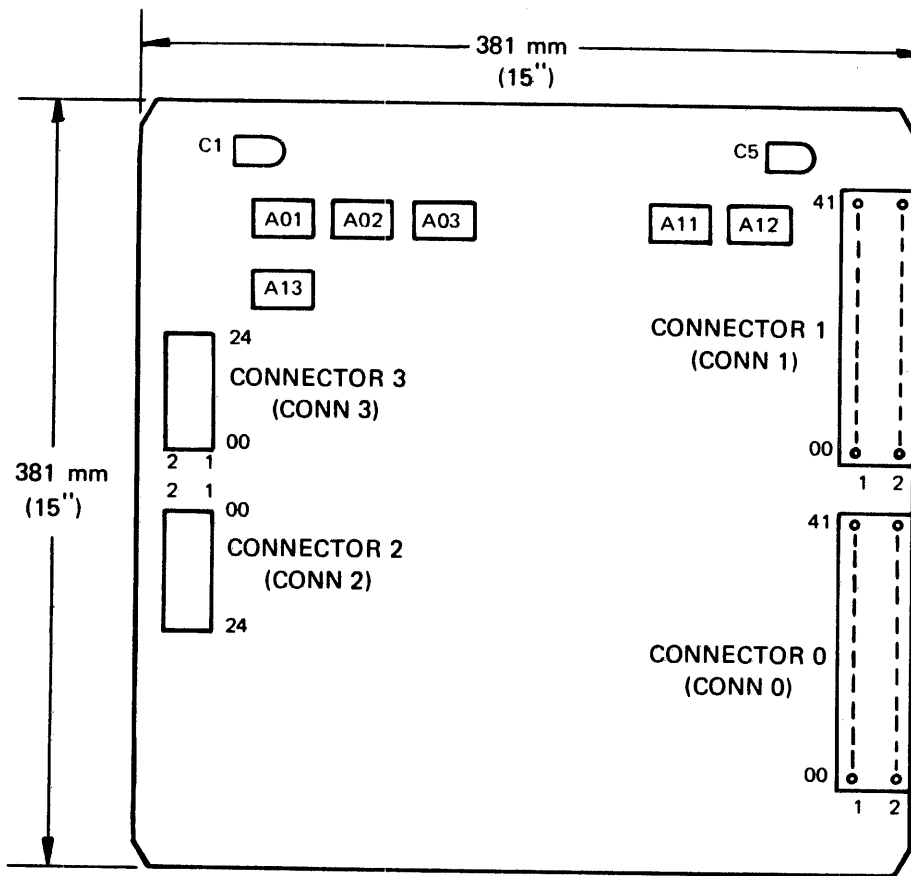 381 mm
(15")
C1
C5
A01 A02 A03
A11 A12
41
A13
24
CONNECTOR 3
(CONN 3)
CONNECTOR 1
(CONN 1)
00
2 1
00
1 2
381 mm
(15")
2 1
00
41
CONNECTOR 2
(CONN 2)
24
CONNECTOR 0
(CONN 0)
00
1 2